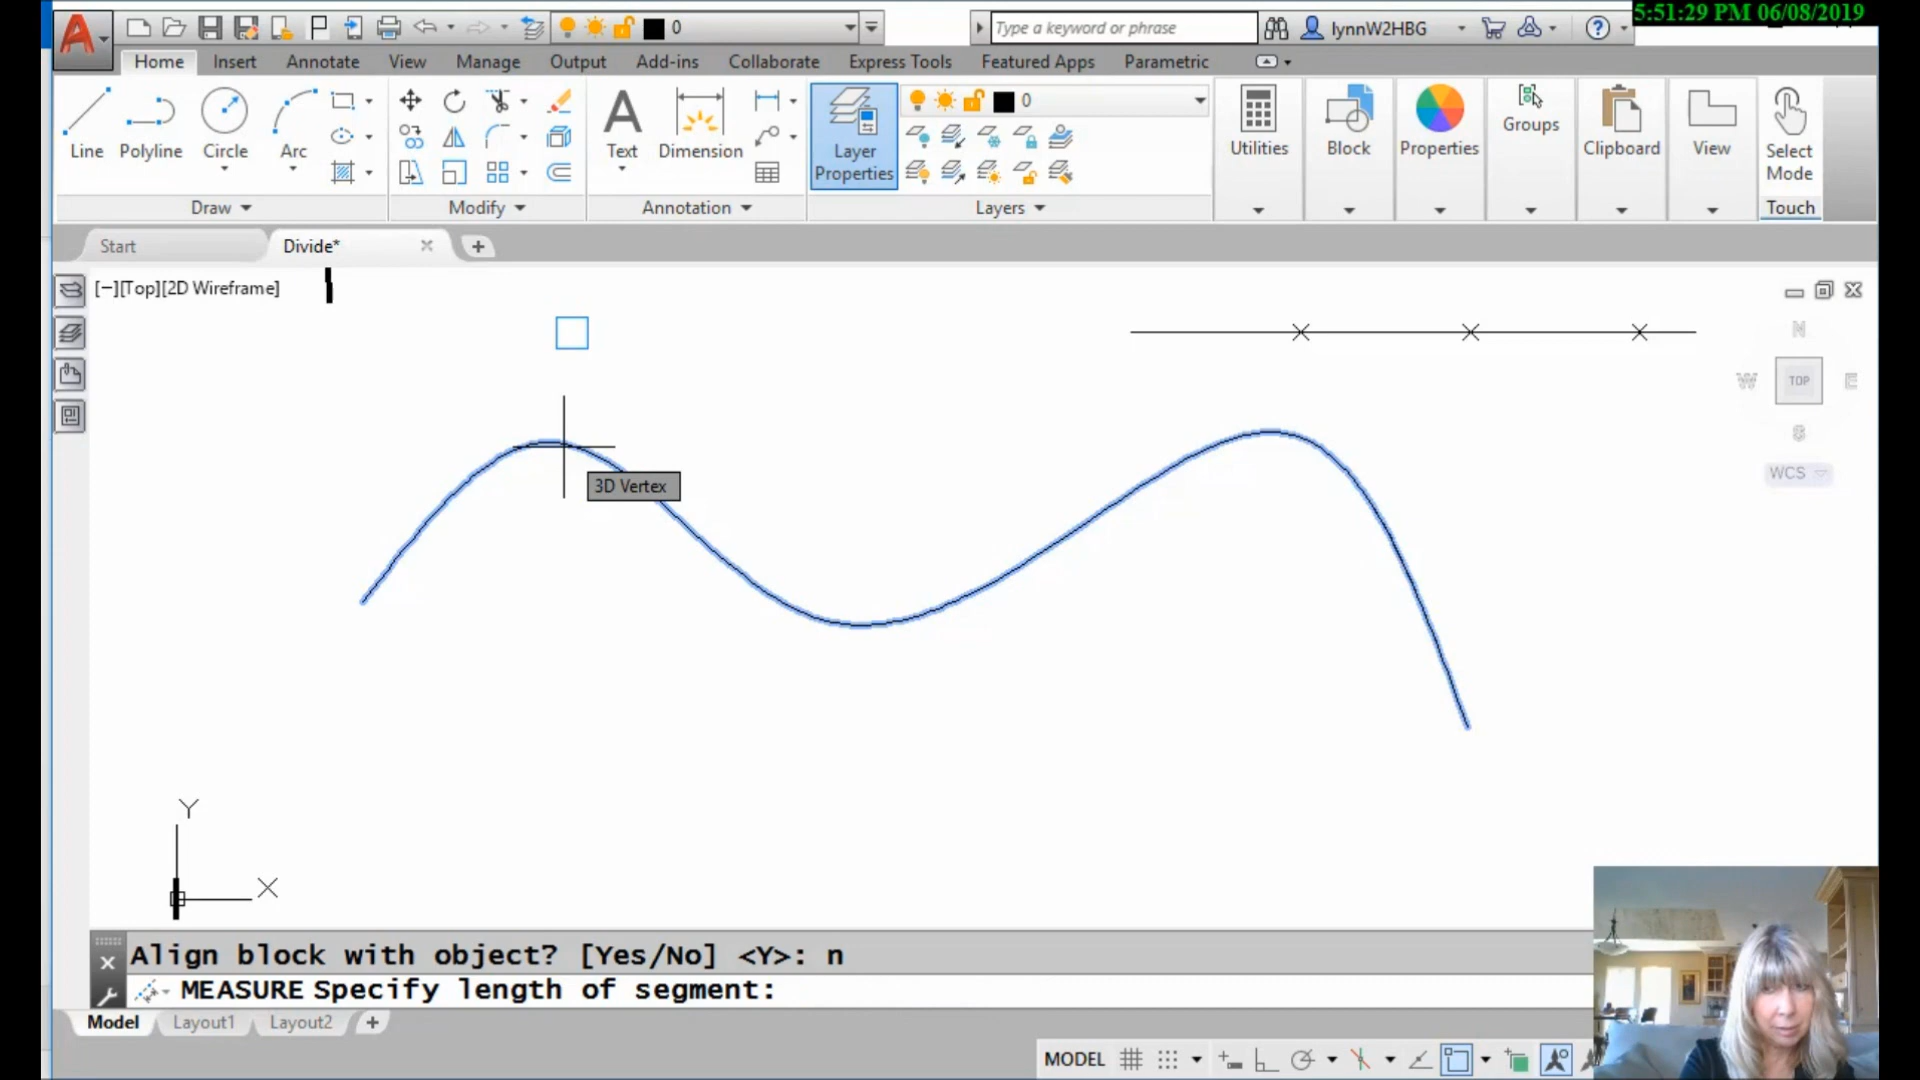 5:51:29 PM 06/08/2019
A 0 Type a keyword or phrase lynnW2HBG ?
Home Insert Annotate View Manage Output Add-ins Collaborate Express Tools Featured Apps Parametric
0
Line Polyline Circle Arc A Text Dimension Layer Properties Utilities Block Properties Groups Clipboard View Select Mode
Draw Modify Annotation Layers Touch
Start Divide* +
[−][Top][2D Wireframe]
N
W TOP E
S
WCS
3D Vertex
Y
X
Align block with object? [Yes/No] <Y>: n
MEASURE Specify length of segment:
Model Layout1 Layout2 +
MODEL